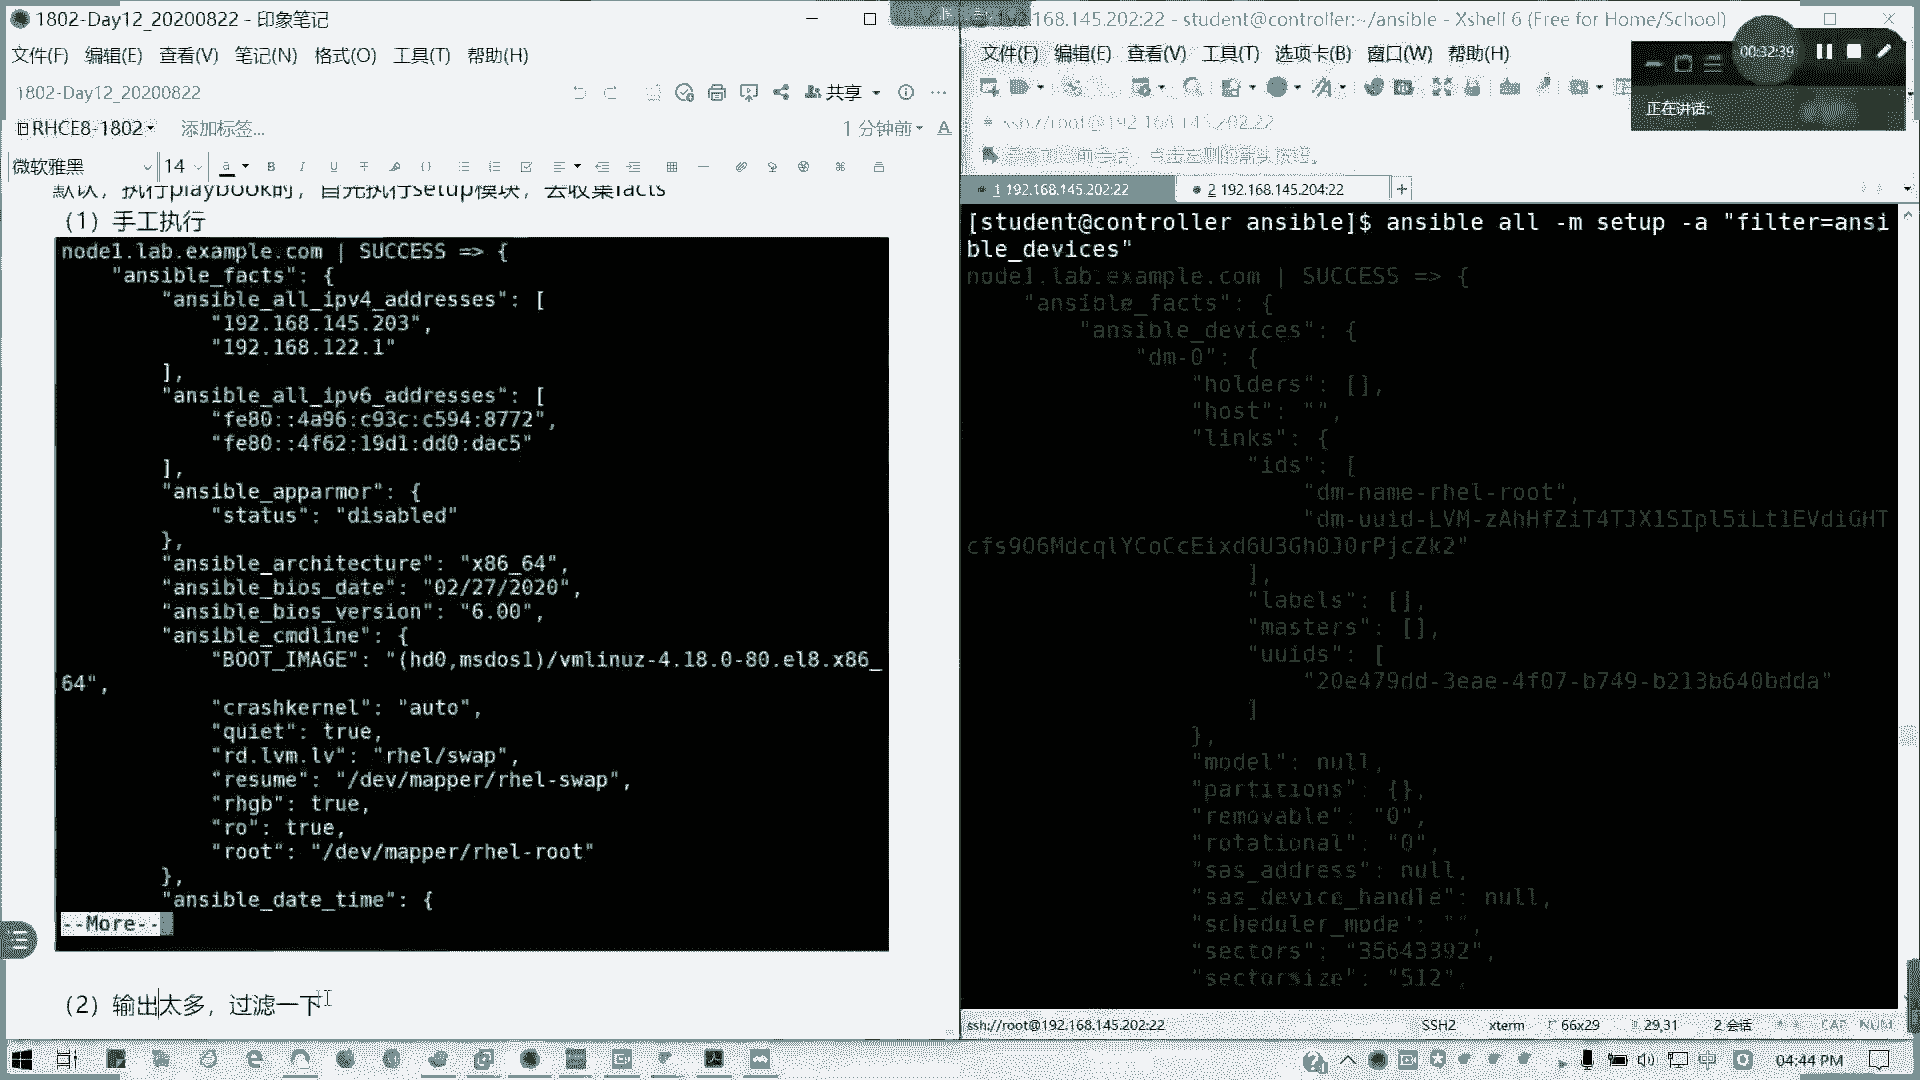 1802-Day12_20200822 - 印象笔记
文件(F) 编辑(E) 查看(V) 笔记(N) 格式(O) 工具(T) 帮助(H)
1802-Day12_20200822
共享
RHCE8-1802
添加标签...
1 分钟前
微软雅黑
14
默认，执行playbook时，首先执行setup模块，去收集facts
（1）手工执行
node1.lab.example.com | SUCCESS => {
"ansible_facts": {
"ansible_all_ipv4_addresses": [
"192.168.145.203",
"192.168.122.1"
],
"ansible_all_ipv6_addresses": [
"fe80::4a96:c93c:c594:8772",
"fe80::4f62:19d1:dd0:dac5"
],
"ansible_apparmor": {
"status": "disabled"
},
"ansible_architecture": "x86_64",
"ansible_bios_date": "02/27/2020",
"ansible_bios_version": "6.00",
"ansible_cmdline": {
"BOOT_IMAGE": "(hd0,msdos1)/vmlinuz-4.18.0-80.el8.x86_
64",
"crashkernel": "auto",
"quiet": true,
"rd.lvm.lv": "rhel/swap",
"resume": "/dev/mapper/rhel-swap",
"rhgb": true,
"ro": true,
"root": "/dev/mapper/rhel-root"
},
"ansible_date_time": {
--More--
（2）输出太多，过滤一下
.168.145.202:22 - student@controller:~/ansible - Xshell 6 (Free for Home/School)
文件(F) 编辑(E) 查看(V) 工具(T) 选项卡(B) 窗口(W) 帮助(H)
00:32:39
正在讲话:
ssh://root@192.168.145.202:22
1 192.168.145.202:22
2 192.168.145.204:22
[student@controller ansible]$ ansible all -m setup -a "filter=ansi
ble_devices"
node1.lab.example.com | SUCCESS => {
"ansible_facts": {
"ansible_devices": {
"dm-0": {
"holders": [],
"host": "",
"links": {
"ids": [
"dm-name-rhel-root",
"dm-uuid-LVM-zAhHfZiT4TJX1SIpl5iLt1EVdiGHT
cfs9O6MdcqlYCoCcEixd6U3Gh0J0rPjcZk2"
],
"labels": [],
"masters": [],
"uuids": [
"20e479dd-3eae-4f07-b749-b213b640bdda"
]
},
"model": null,
"partitions": {},
"removable": "0",
"rotational": "0",
"sas_address": null,
"sas_device_handle": null,
"scheduler_mode": "",
"sectors": "35643392",
"sectorsize": "512",
ssh://root@192.168.145.202:22
SSH2
xterm
66x29
29,31
2 会话
CAP NUM
04:44 PM